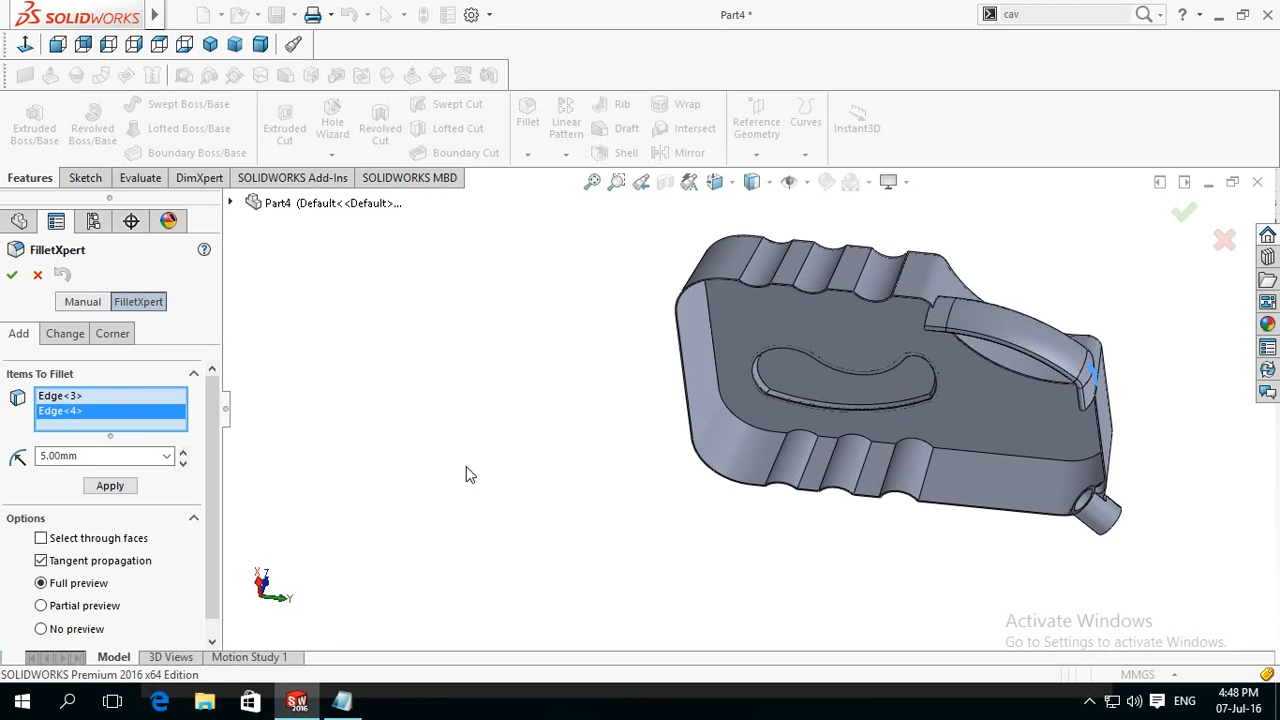 SOLIDWORKS
Part4 *
cav
Swept Boss/Base
Lofted Boss/Base
Boundary Boss/Base
Extruded Boss/Base
Revolved Boss/Base
Extruded Cut
Hole Wizard
Revolved Cut
Swept Cut
Lofted Cut
Boundary Cut
Fillet
Linear Pattern
Rib
Draft
Shell
Wrap
Intersect
Mirror
Reference Geometry
Curves
Instant3D
Features
Sketch
Evaluate
DimXpert
SOLIDWORKS Add-Ins
SOLIDWORKS MBD
Part4 (Default<<Default>...
FilletXpert
Manual
FilletXpert
Add
Change
Corner
Items To Fillet
Edge<3>
Edge<4>
5.00mm
Apply
Options
Select through faces
Tangent propagation
Full preview
Partial preview
No preview
X
Z
Y
Activate Windows
Go to Settings to activate Windows.
Model
3D Views
Motion Study 1
SOLIDWORKS Premium 2016 x64 Edition
MMGS
SW
2016
ENG
4:48 PM
07-Jul-16